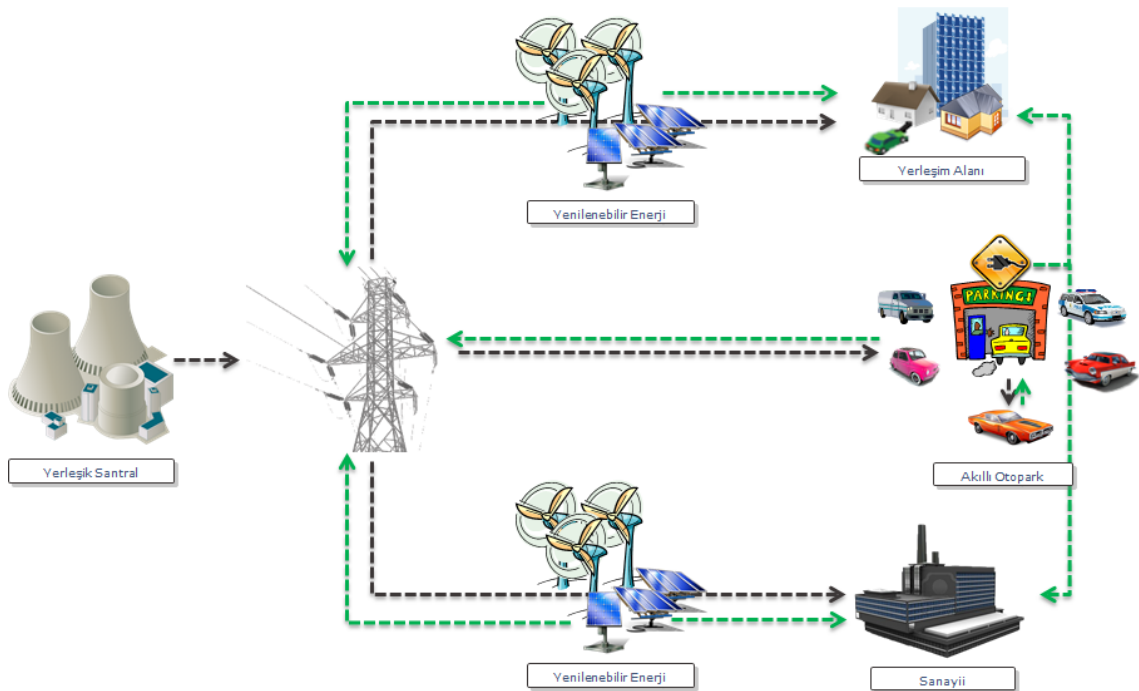 Yenilenebilir Enerji
Yerleşim Alanı
PARKING!
Yerleşik Santral
Akıllı Otopark
Yenilenebilir Enerji
Sanayii